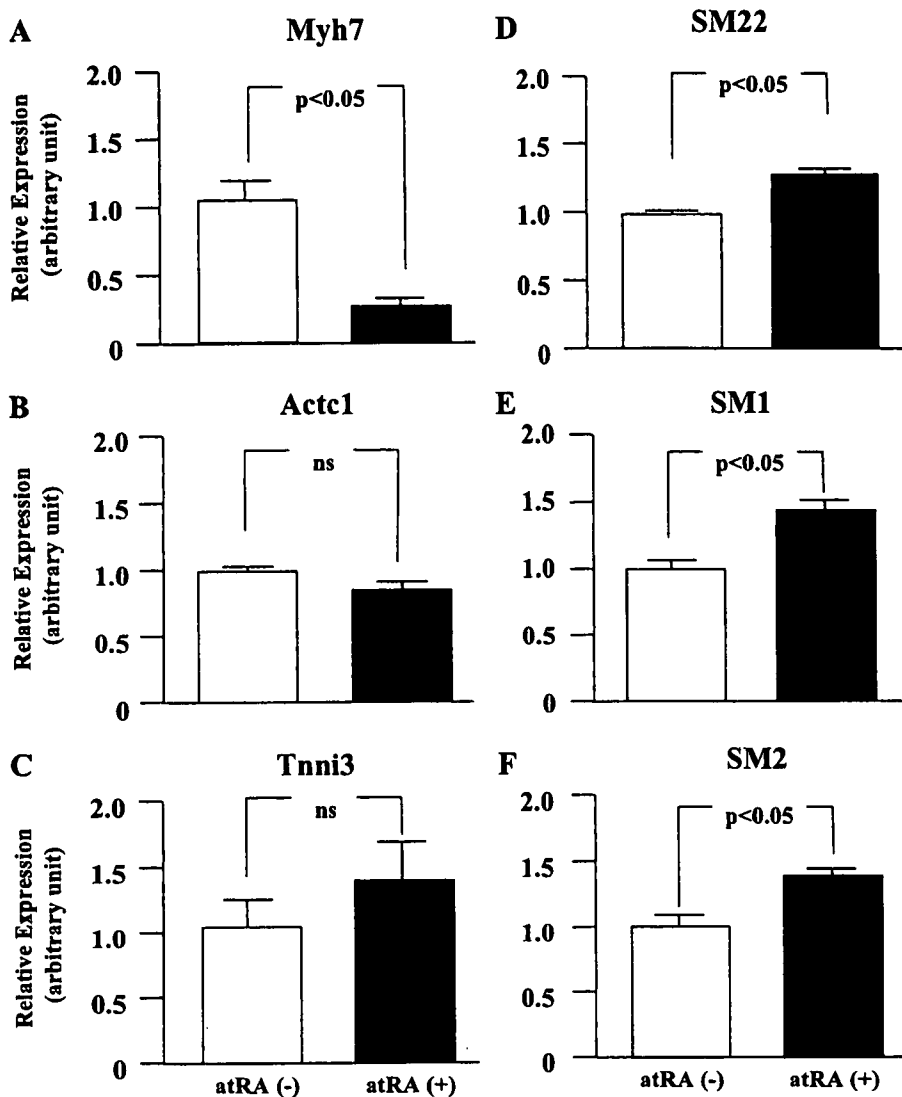 A
Myh7
Relative Expression
(arbitrary unit)
2.0
1.5
1.0
0.5
0
p<0.05
D
SM22
2.0
1.5
1.0
0.5
0
p<0.05
B
Actc1
Relative Expression
(arbitrary unit)
2.0
1.5
1.0
0.5
0
ns
E
SM1
2.0
1.5
1.0
0.5
0
p<0.05
C
Tnni3
Relative Expression
(arbitrary unit)
2.0
1.5
1.0
0.5
0
ns
atRA (-)
atRA (+)
F
SM2
2.0
1.5
1.0
0.5
0
p<0.05
atRA (-)
atRA (+)